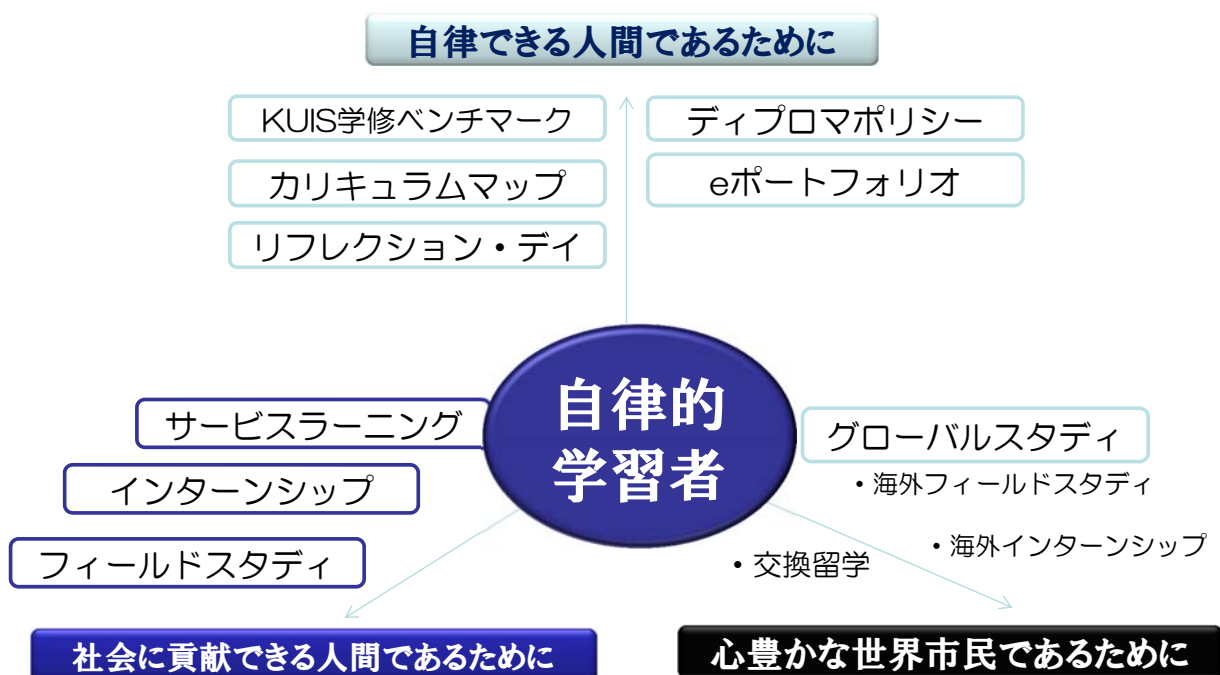 自律できる人間であるために
KUIS学修ベンチマーク
ディプロマポリシー
カリキュラムマップ
eポートフォリオ
リフレクション・デイ
自律的
学習者
サービスラーニング
インターンシップ
フィールドスタディ
グローバルスタディ
・海外フィールドスタディ
・海外インターンシップ
・交換留学
社会に貢献できる人間であるために
心豊かな世界市民であるために